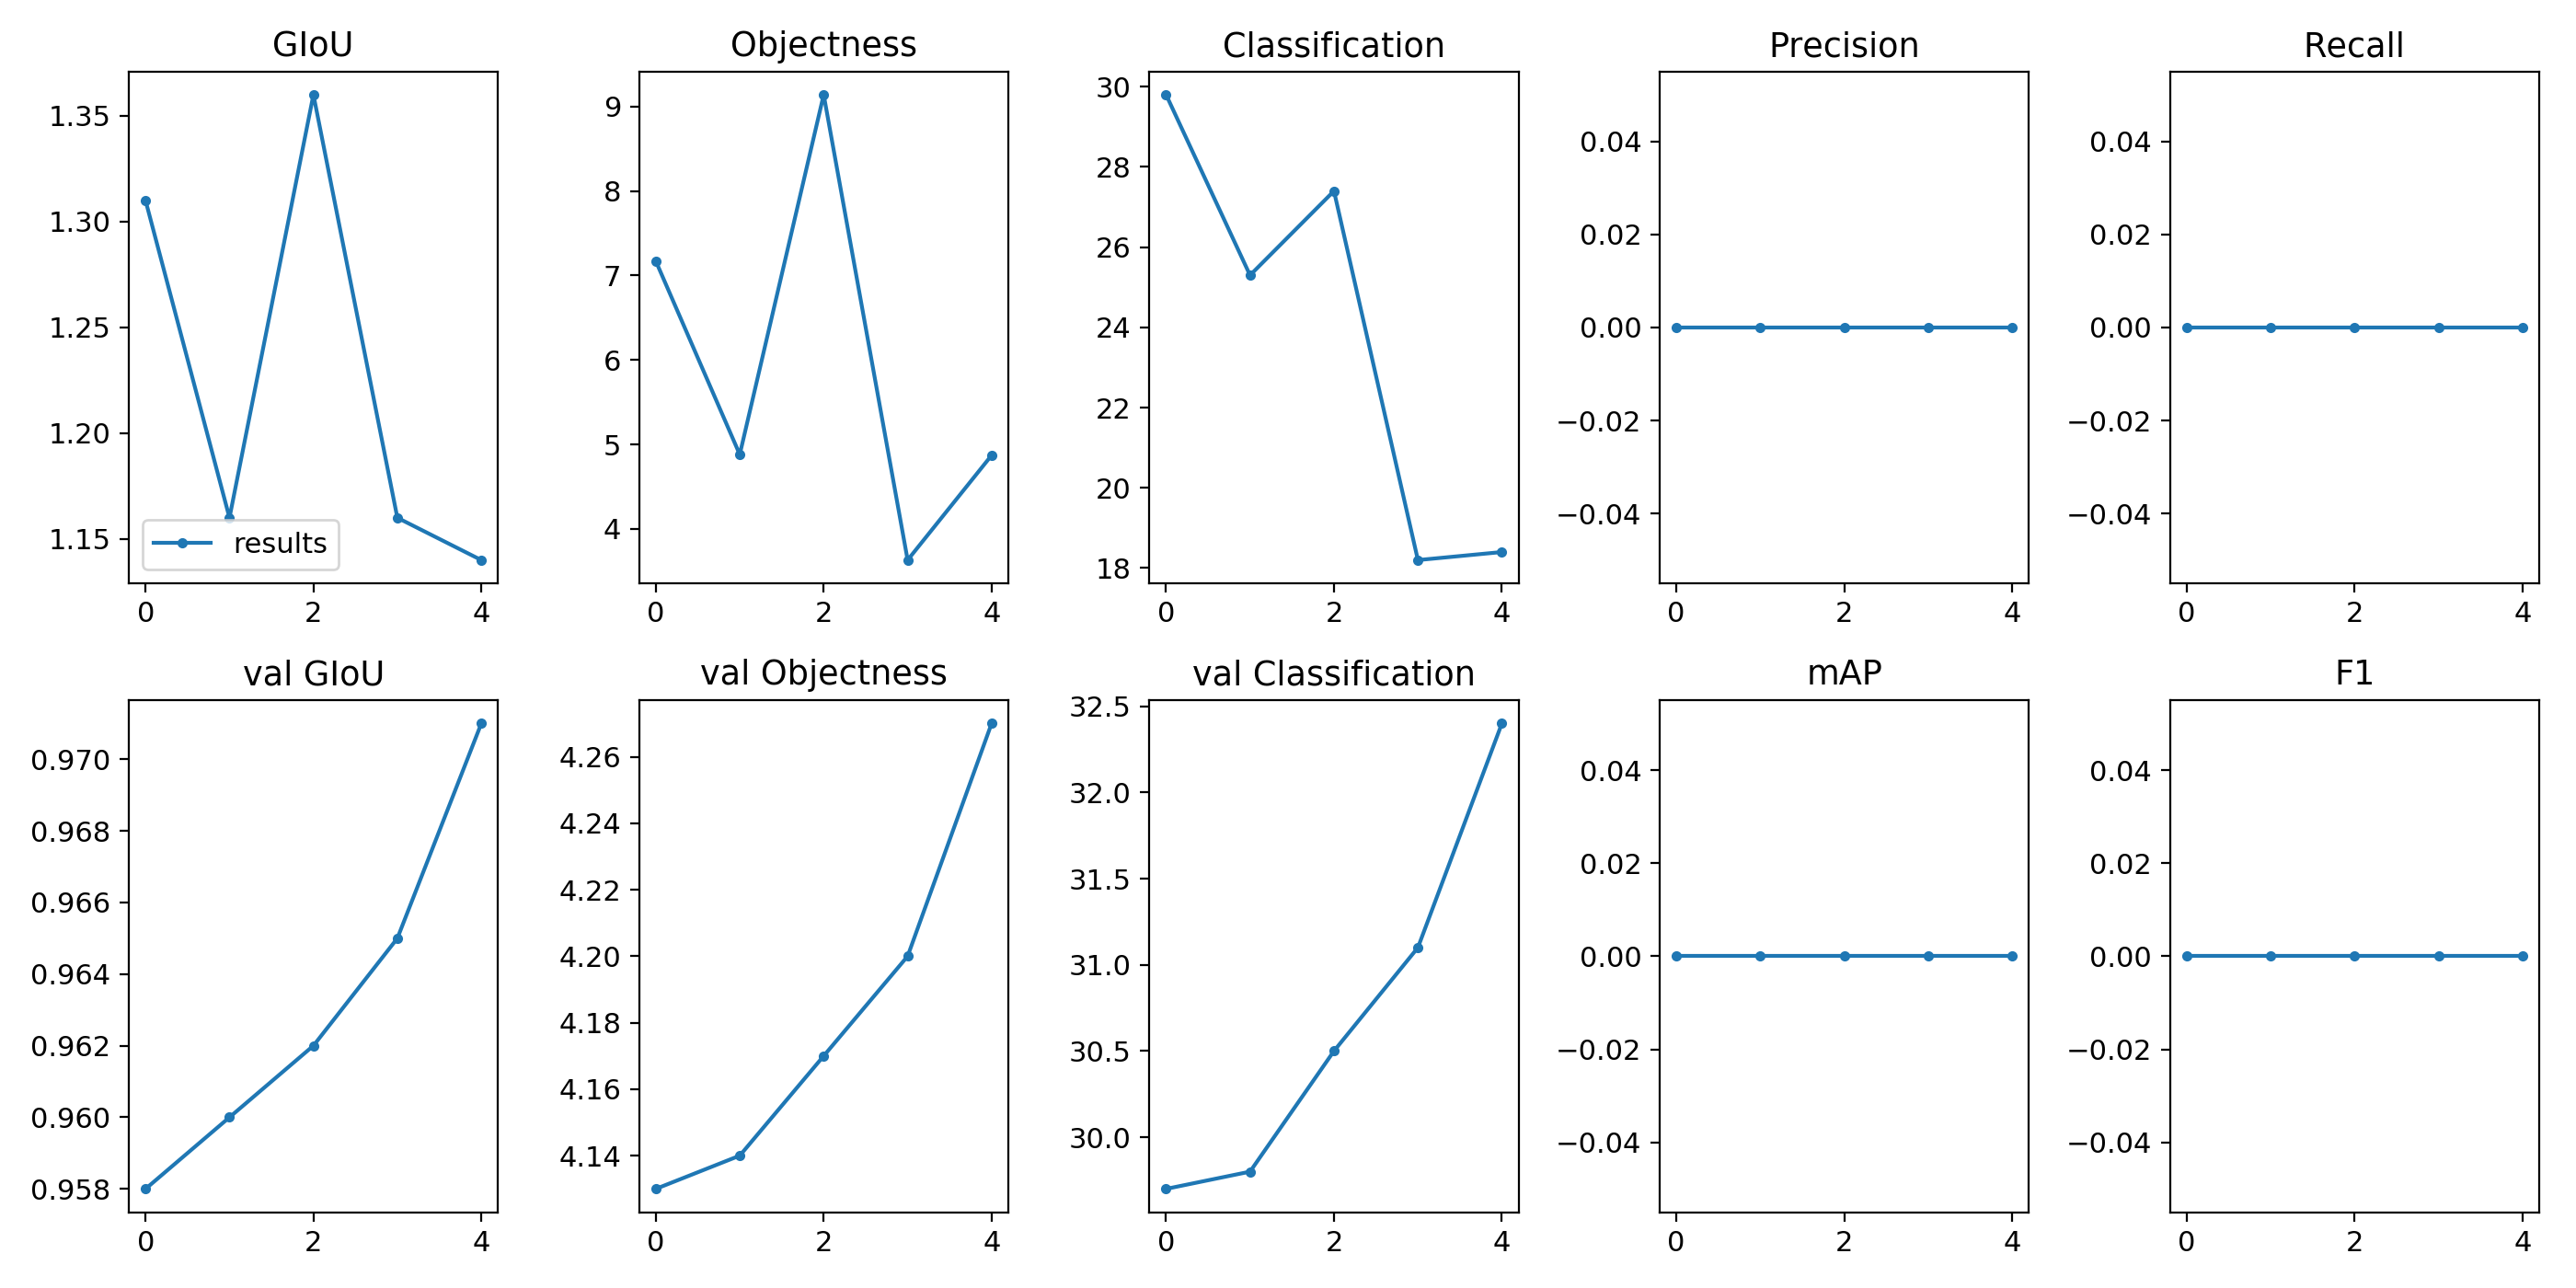 GIoU
1.35
1.30
1.25
1.20
1.15
results
0 2 4
Objectness
9
8
7
6
5
4
0 2 4
Classification
30
28
26
24
22
20
18
0 2 4
Precision
0.04
0.02
0.00
−0.02
−0.04
0 2 4
Recall
0.04
0.02
0.00
−0.02
−0.04
0 2 4
val GIoU
0.970
0.968
0.966
0.964
0.962
0.960
0.958
0 2 4
val Objectness
4.26
4.24
4.22
4.20
4.18
4.16
4.14
0 2 4
val Classification
32.5
32.0
31.5
31.0
30.5
30.0
0 2 4
mAP
0.04
0.02
0.00
−0.02
−0.04
0 2 4
F1
0.04
0.02
0.00
−0.02
−0.04
0 2 4